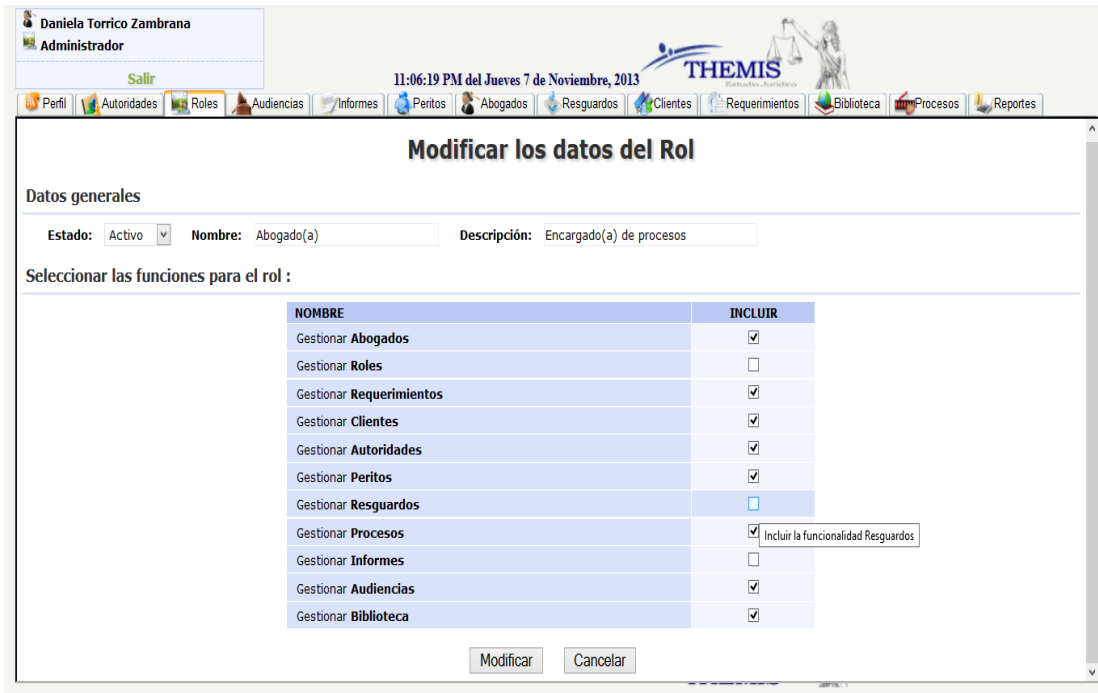 Daniela Torrico Zambrana
Administrador
Salir
11:06:19 PM del Jueves 7 de Noviembre, 2013
THEMIS
Estudio Jurídico
Perfil Autoridades Roles Audiencias Informes Peritos Abogados Resguardos Clientes Requerimientos Biblioteca Procesos Reportes
Modificar los datos del Rol
Datos generales
Estado: Activo Nombre: Abogado(a) Descripción: Encargado(a) de procesos
Seleccionar las funciones para el rol :
NOMBRE INCLUIR
Gestionar Abogados
Gestionar Roles
Gestionar Requerimientos
Gestionar Clientes
Gestionar Autoridades
Gestionar Peritos
Gestionar Resguardos
Gestionar Procesos
Incluir la funcionalidad Resguardos
Gestionar Informes
Gestionar Audiencias
Gestionar Biblioteca
Modificar Cancelar